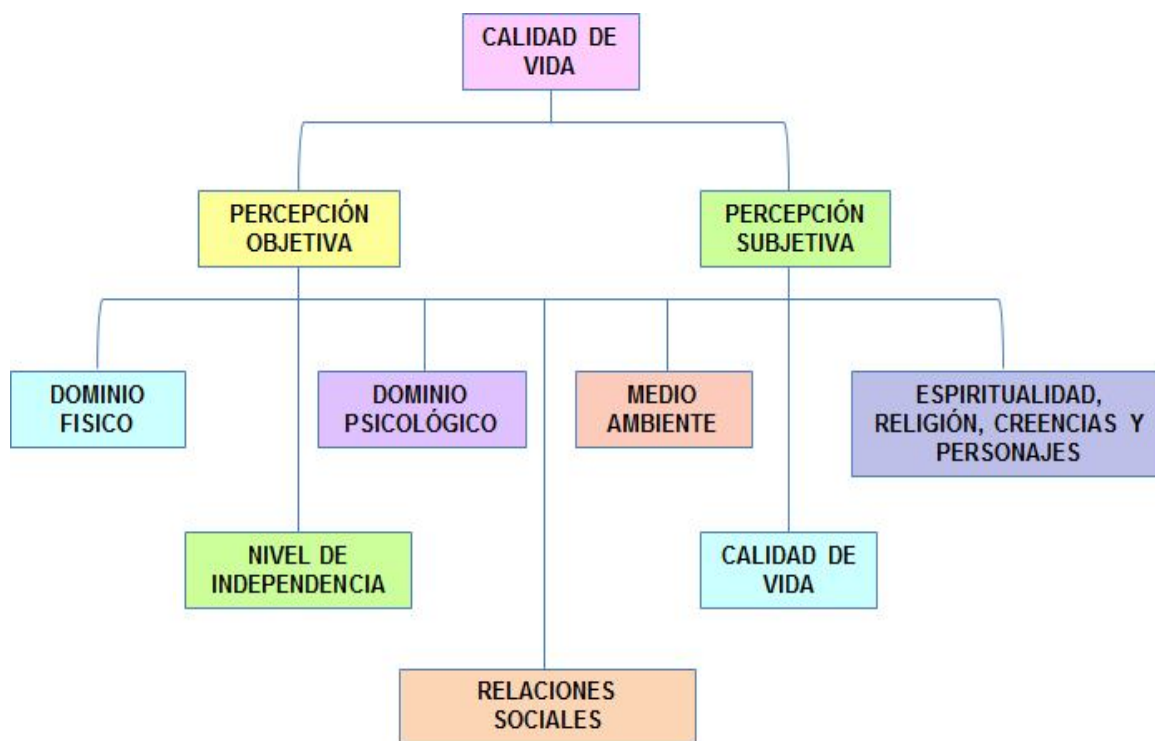 CALIDAD DE
VIDA
PERCEPCIÓN
OBJETIVA
PERCEPCIÓN
SUBJETIVA
DOMINIO
FISICO
DOMINIO
PSICOLÓGICO
MEDIO
AMBIENTE
ESPIRITUALIDAD,
RELIGIÓN, CREENCIAS Y
PERSONAJES
NIVEL DE
INDEPENDENCIA
CALIDAD DE
VIDA
RELACIONES
SOCIALES